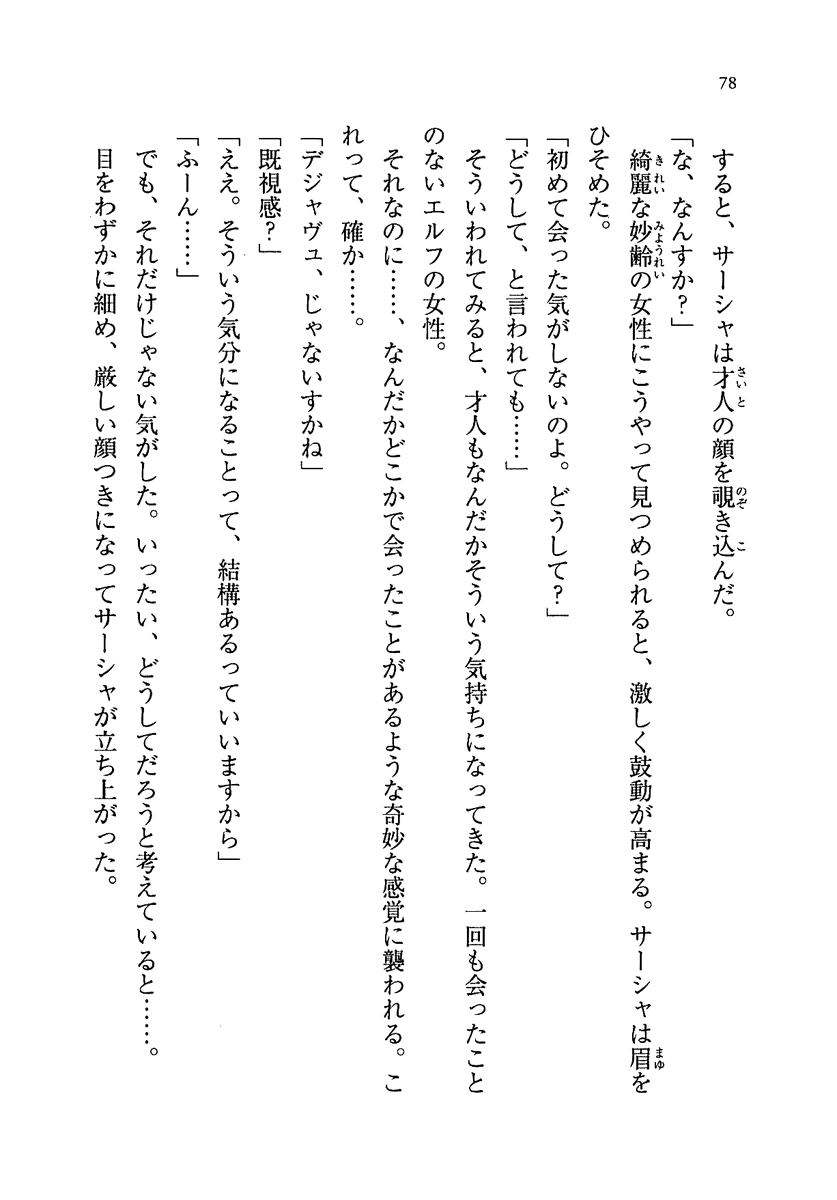 78
すると、サーシャは才人の顔を覗き込んだ。
「な、なんすか？」
綺麗な妙齢の女性にこうやって見つめられると、激しく鼓動が高まる。サーシャは眉を
ひそめた。
「初めて会った気がしないのよ。どうして？」
「どうして、と言われても……」
そういわれてみると、才人もなんだかそういう気持ちになってきた。一回も会ったこと
のないエルフの女性。
それなのに……、なんだかどこかで会ったことがあるような奇妙な感覚に襲われる。こ
れって、確か……。
「デジャヴュ、じゃないすかね」
「既視感？」
「ええ。そういう気分になることって、結構あるっていいますから」
「ふーん……」
でも、それだけじゃない気がした。いったい、どうしてだろうと考えていると……。
目をわずかに細め、厳しい顔つきになってサーシャが立ち上がった。